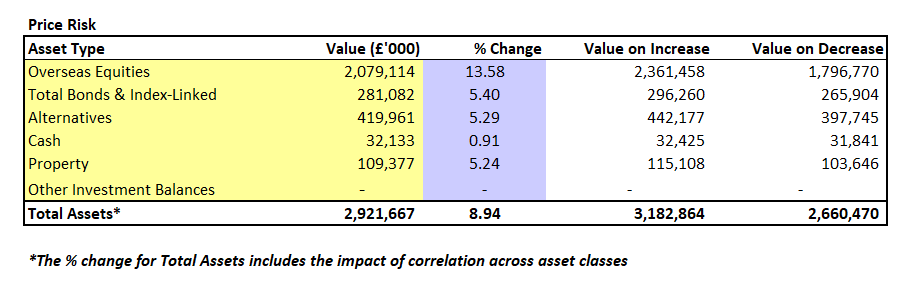 Price Risk
Asset Type Value (£'000) % Change Value on Increase Value on Decrease
Overseas Equities 2,079,114 13.58 2,361,458 1,796,770
Total Bonds & Index-Linked 281,082 5.40 296,260 265,904
Alternatives 419,961 5.29 442,177 397,745
Cash 32,133 0.91 32,425 31,841
Property 109,377 5.24 115,108 103,646
Other Investment Balances - - - -
Total Assets* 2,921,667 8.94 3,182,864 2,660,470
*The % change for Total Assets includes the impact of correlation across asset classes